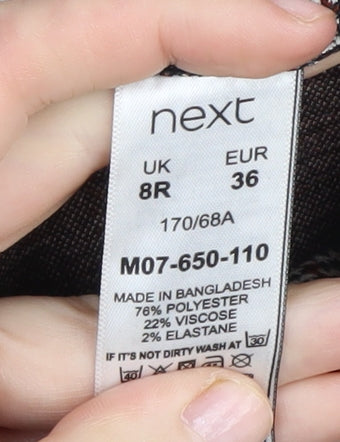 next
UK EUR
8R 36
170/68A
M07-650-110
MADE IN BANGLADESH
76% POLYESTER
22% VISCOSE
2% ELASTANE
IF IT'S NOT DIRTY WASH AT 30
40